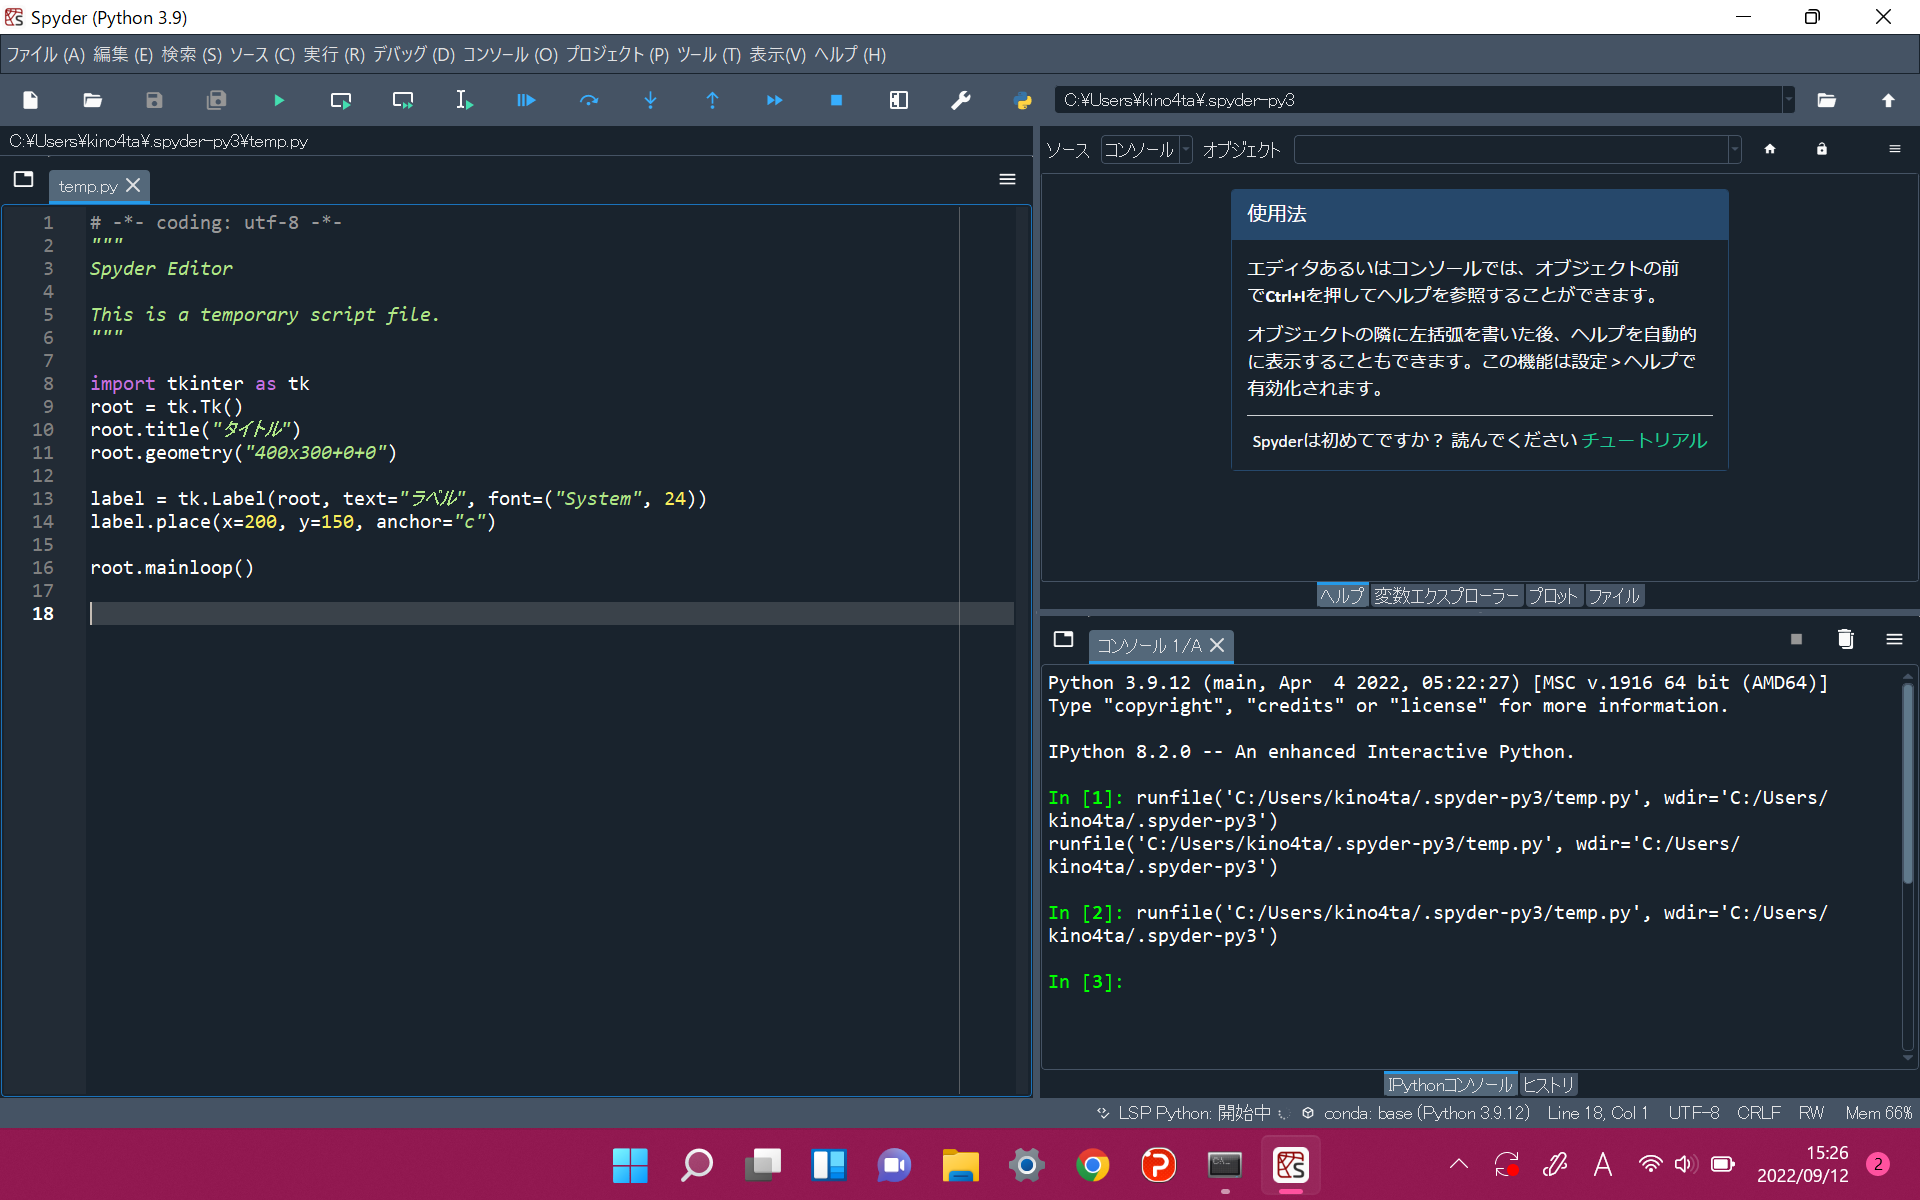 Spyder (Python 3.9)
ファイル (A) 編集 (E) 検索 (S) ソース (C) 実行 (R) デバッグ (D) コンソール (O) プロジェクト (P) ツール (T) 表示(V) ヘルプ (H)
C:¥Users¥kino4ta¥.spyder-py3
C:¥Users¥kino4ta¥.spyder-py3¥temp.py
temp.py
1 # -*- coding: utf-8 -*-
2 """
3 Spyder Editor
4
5 This is a temporary script file.
6 """
7
8 import tkinter as tk
9 root = tk.Tk()
10 root.title("タイトル")
11 root.geometry("400x300+0+0")
12
13 label = tk.Label(root, text="ラベル", font=("System", 24))
14 label.place(x=200, y=150, anchor="c")
15
16 root.mainloop()
17
18
ソース コンソール オブジェクト
使用法
エディタあるいはコンソールでは、オブジェクトの前
でCtrl+Iを押してヘルプを参照することができます。
オブジェクトの隣に左括弧を書いた後、ヘルプを自動的
に表示することもできます。この機能は設定 > ヘルプで
有効化されます。
Spyderは初めてですか？ 読んでください チュートリアル
ヘルプ 変数エクスプローラー プロット ファイル
コンソール 1/A
Python 3.9.12 (main, Apr  4 2022, 05:22:27) [MSC v.1916 64 bit (AMD64)]
Type "copyright", "credits" or "license" for more information.
IPython 8.2.0 -- An enhanced Interactive Python.
In [1]: runfile('C:/Users/kino4ta/.spyder-py3/temp.py', wdir='C:/Users/
kino4ta/.spyder-py3')
runfile('C:/Users/kino4ta/.spyder-py3/temp.py', wdir='C:/Users/
kino4ta/.spyder-py3')
In [2]: runfile('C:/Users/kino4ta/.spyder-py3/temp.py', wdir='C:/Users/
kino4ta/.spyder-py3')
In [3]:
IPythonコンソール ヒストリ
LSP Python: 開始中 conda: base (Python 3.9.12) Line 18, Col 1 UTF-8 CRLF RW Mem 66%
A 15:26
2022/09/12 2